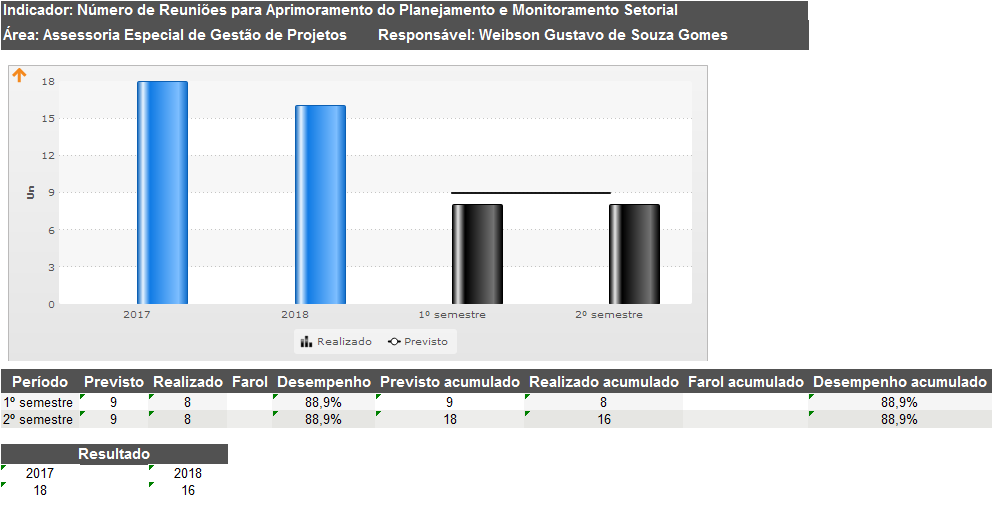 Indicador: Número de Reuniões para Aprimoramento do Planejamento e Monitoramento Setorial
Área: Assessoria Especial de Gestão de Projetos Responsável: Weibson Gustavo de Souza Gomes
18
15
12
9
6
3
0
Un
2017 2018 1º semestre 2º semestre
Realizado Previsto
Período Previsto Realizado Farol Desempenho Previsto acumulado Realizado acumulado Farol acumulado Desempenho acumulado
1º semestre 9 8 88,9% 9 8 88,9%
2º semestre 9 8 88,9% 18 16 88,9%
Resultado
2017 2018
18 16